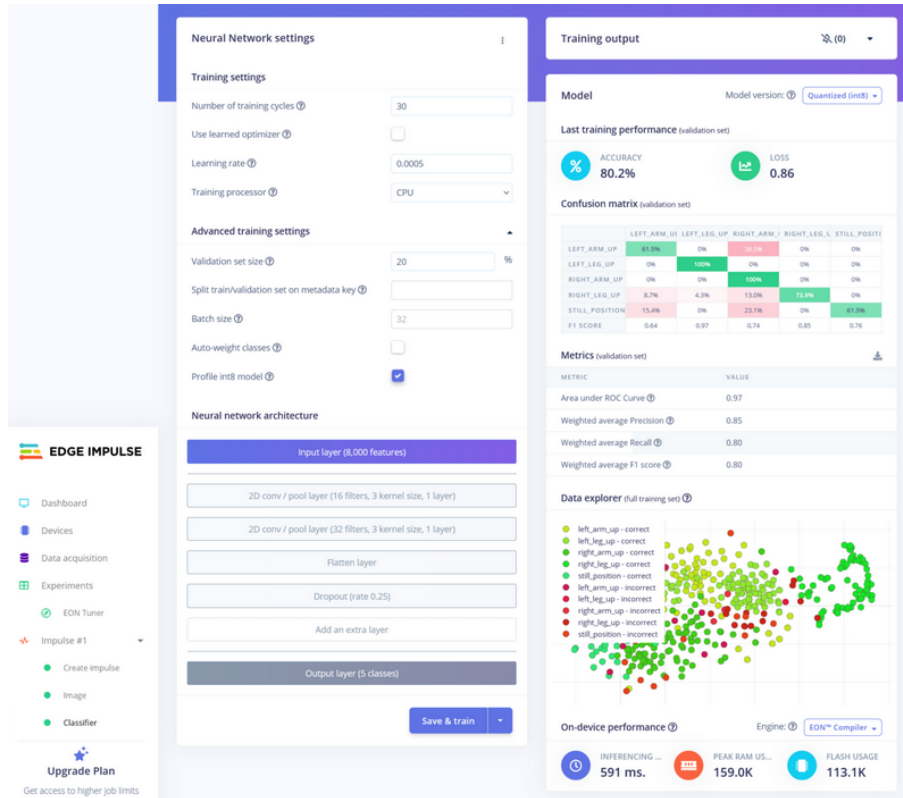 Neural Network settings
Training settings
Number of training cycles
30
Use learned optimizer
Learning rate
0.0005
Training processor
CPU
Advanced training settings
Validation set size
20
%
Split train/validation set on metadata key
Batch size
32
Auto-weight classes
Profile int8 model
Neural network architecture
Input layer (8,000 features)
2D conv / pool layer (16 filters, 3 kernel size, 1 layer)
2D conv / pool layer (32 filters, 3 kernel size, 1 layer)
Flatten layer
Dropout (rate 0.25)
Add an extra layer
Output layer (5 classes)
Save & train
EDGE IMPULSE
Dashboard
Devices
Data acquisition
Experiments
EON Tuner
Impulse #1
Create impulse
Image
Classifier
Upgrade Plan
Get access to higher job limits
Training output
(0)
Model
Model version:
Quantized (int8)
Last training performance (validation set)
%
ACCURACY
80.2%
LOSS
0.86
Confusion matrix (validation set)
LEFT_ARM_UI LEFT_LEG_UP RIGHT_ARM_I RIGHT_LEG_L STILL_POSITI
LEFT_ARM_UP 61.5% 0% 38.5% 0% 0%
LEFT_LEG_UP 0% 100% 0% 0% 0%
RIGHT_ARM_UP 0% 0% 100% 0% 0%
RIGHT_LEG_UP 8.7% 4.3% 13.0% 73.9% 0%
STILL_POSITION 15.4% 0% 23.1% 0% 61.5%
F1 SCORE 0.64 0.97 0.74 0.85 0.76
Metrics (validation set)
METRIC VALUE
Area under ROC Curve 0.97
Weighted average Precision 0.85
Weighted average Recall 0.80
Weighted average F1 score 0.80
Data explorer (full training set)
left_arm_up - correct
left_leg_up - correct
right_arm_up - correct
right_leg_up - correct
still_position - correct
left_arm_up - incorrect
left_leg_up - incorrect
right_arm_up - incorrect
right_leg_up - incorrect
still_position - incorrect
On-device performance
Engine:
EON™ Compiler
INFERENCING ...
591 ms.
PEAK RAM US...
159.0K
FLASH USAGE
113.1K